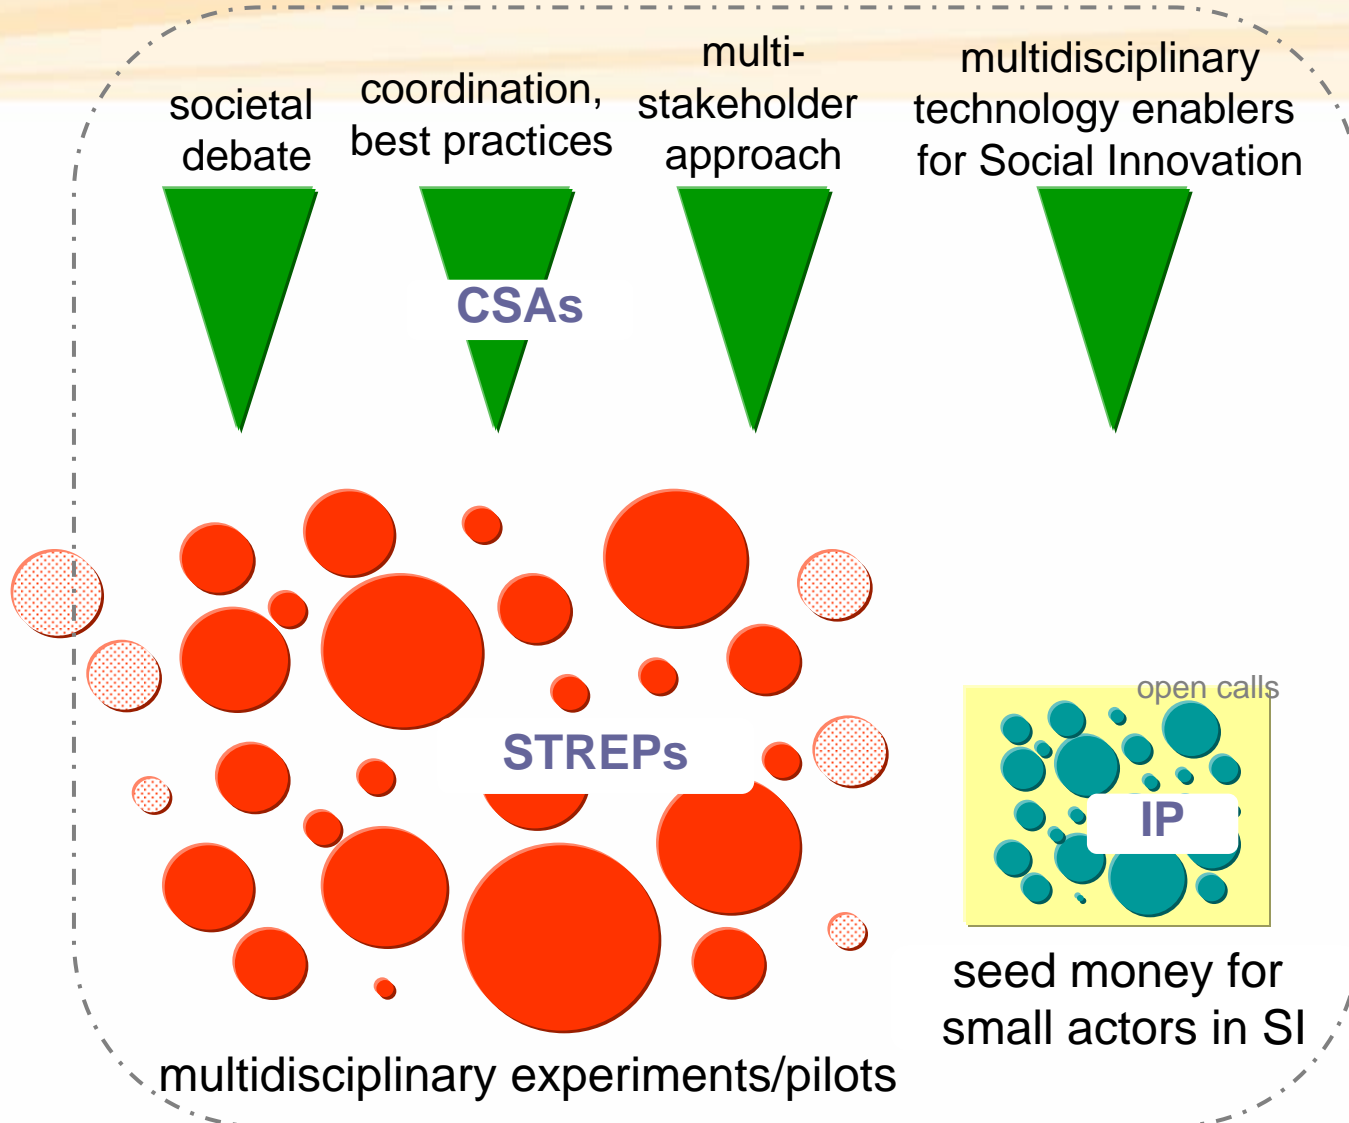 societal
debate
coordination,
best practices
multi-
stakeholder
approach
multidisciplinary
technology enablers
for Social Innovation
CSAs
STREPs
open calls
IP
seed money for
small actors in SI
multidisciplinary experiments/pilots